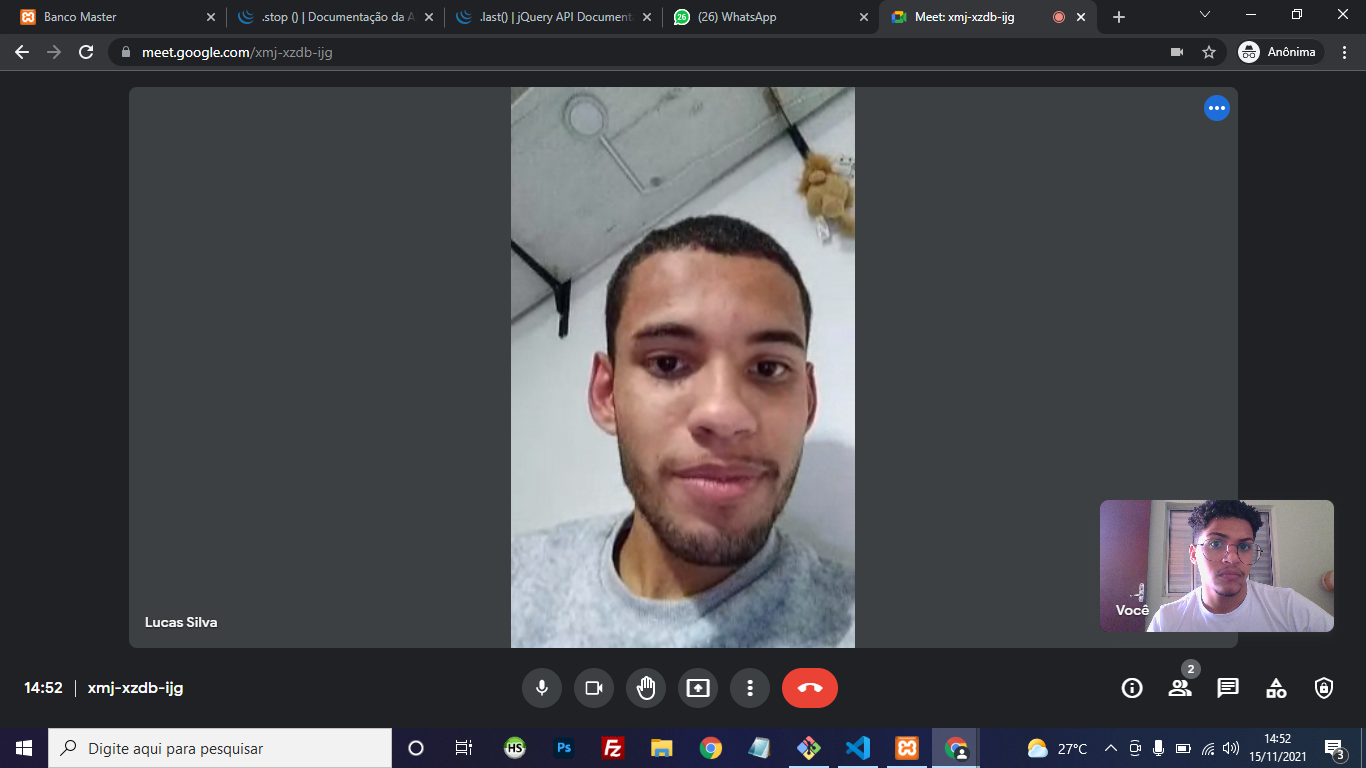 Banco Master
.stop () | Documentação da A
.last() | jQuery API Document
26
(26) WhatsApp
Meet: xmj-xzdb-ijg
meet.google.com/xmj-xzdb-ijg
Anônima
Lucas Silva
Você
14:52 | xmj-xzdb-ijg
2
Digite aqui para pesquisar
HS
Ps
Fz
27°C
14:52
15/11/2021
3